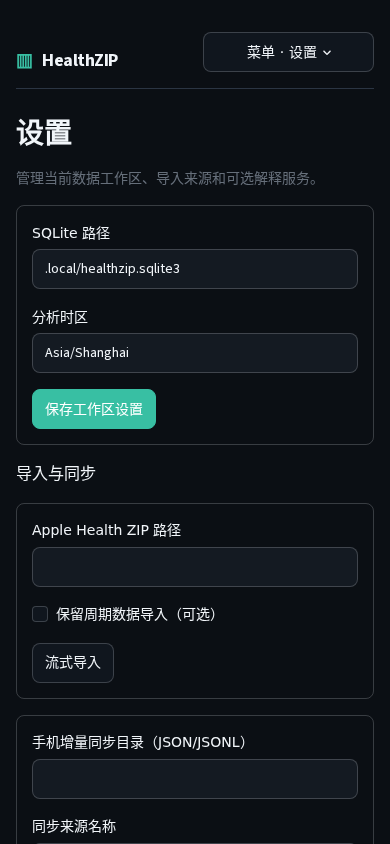 HealthZIP
菜单 · 设置
设置
管理当前数据工作区、导入来源和可选解释服务。
SQLite 路径
.local/healthzip.sqlite3
分析时区
Asia/Shanghai
保存工作区设置
导入与同步
Apple Health ZIP 路径
保留周期数据导入（可选）
流式导入
手机增量同步目录（JSON/JSONL）
同步来源名称